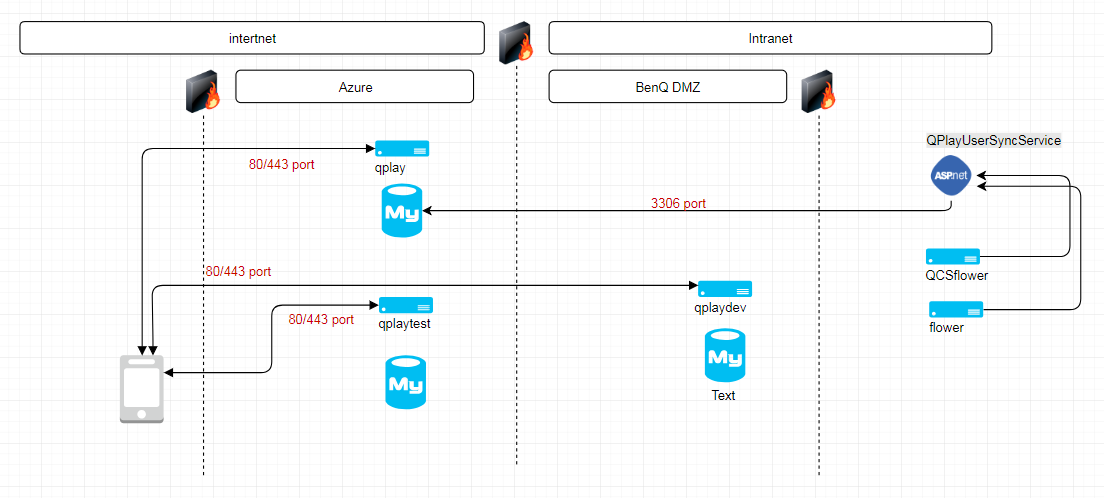 intertnet
Intranet
Azure
BenQ DMZ
QPlayUserSyncService
80/443 port
qplay
ASP.net
My
3306 port
80/443 port
QCSflower
qplaytest
80/443 port
qplaydev
flower
My
My
Text